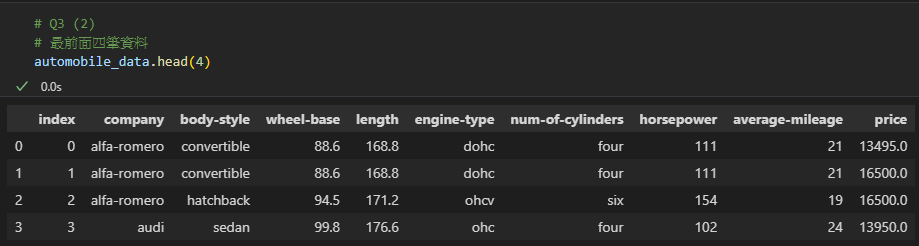 # Q3 (2)
# 最前面四筆資料
automobile_data.head(4)
0.0s
index company body-style wheel-base length engine-type num-of-cylinders horsepower average-mileage price
0 0 alfa-romero convertible 88.6 168.8 dohc four 111 21 13495.0
1 1 alfa-romero convertible 88.6 168.8 dohc four 111 21 16500.0
2 2 alfa-romero hatchback 94.5 171.2 ohcv six 154 19 16500.0
3 3 audi sedan 99.8 176.6 ohc four 102 24 13950.0